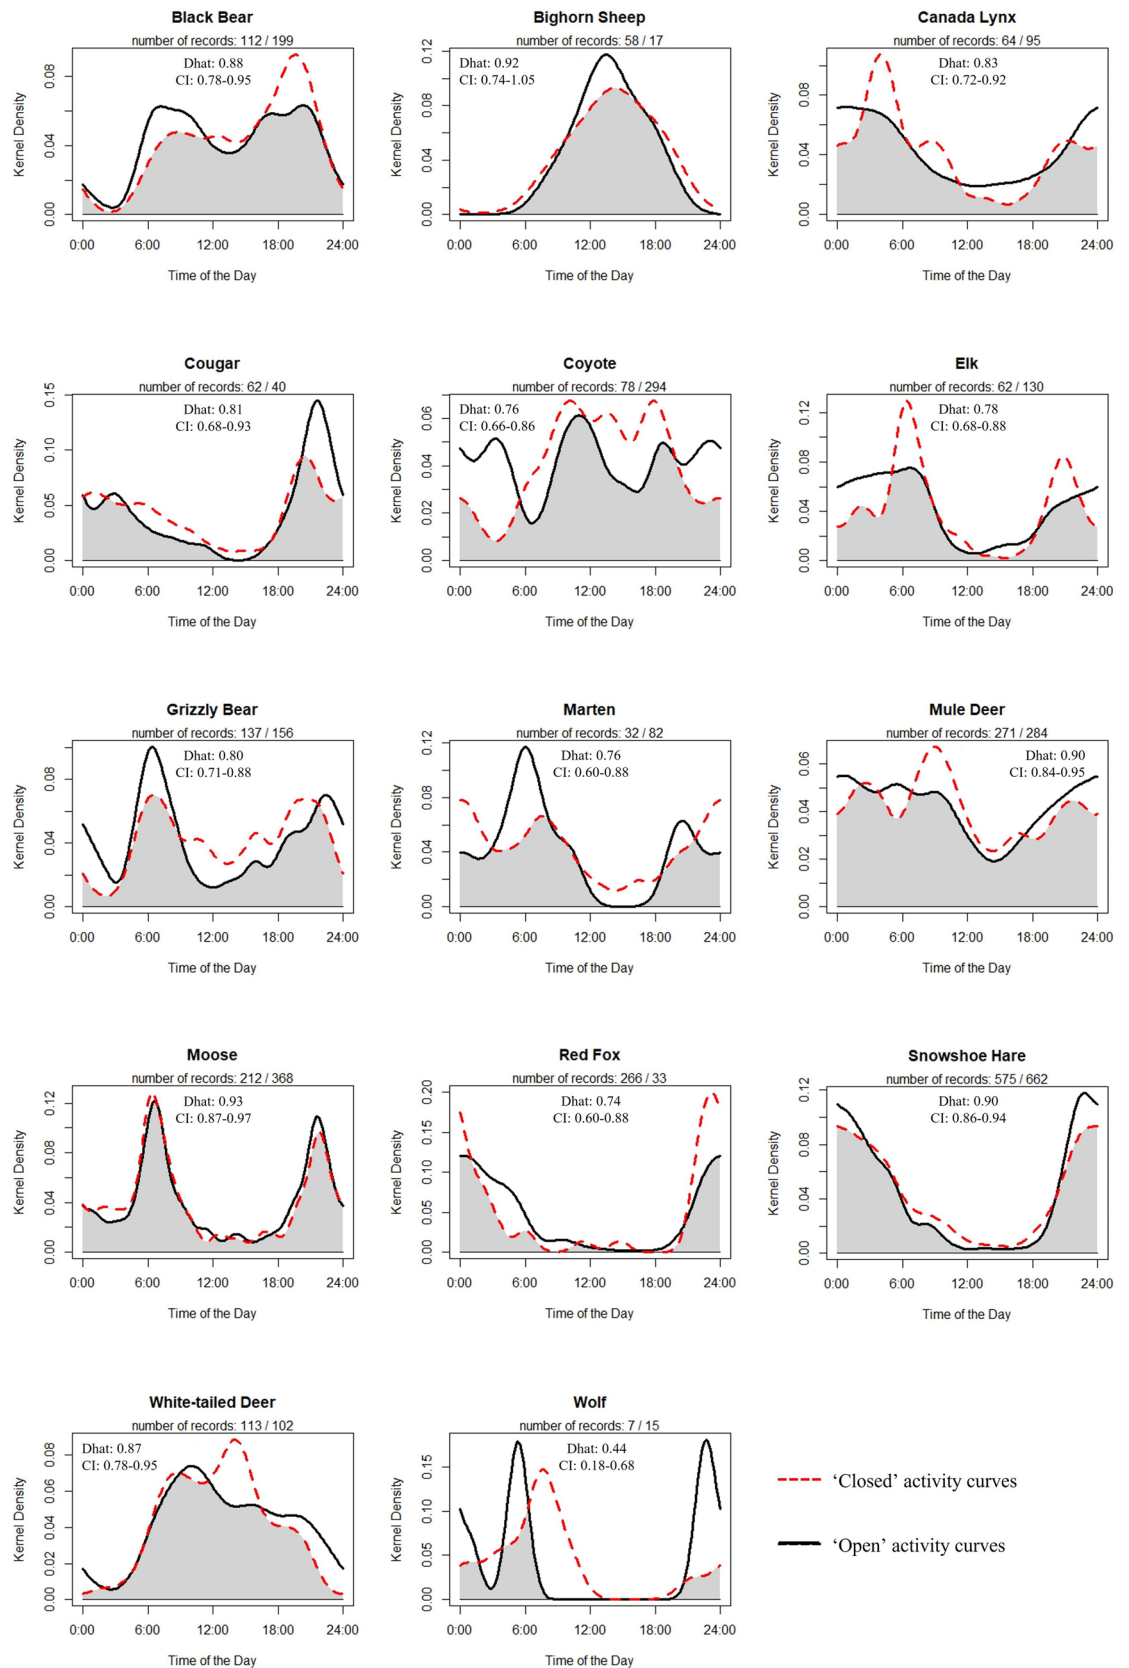 Black Bear
number of records: 112 / 199
Dhat: 0.88
CI: 0.78-0.95
Kernel Density
0.00 0.04 0.08
0:00 6:00 12:00 18:00 24:00
Time of the Day
Bighorn Sheep
number of records: 58 / 17
Dhat: 0.92
CI: 0.74-1.05
Kernel Density
0.00 0.04 0.08 0.12
0:00 6:00 12:00 18:00 24:00
Time of the Day
Canada Lynx
number of records: 64 / 95
Dhat: 0.83
CI: 0.72-0.92
Kernel Density
0.00 0.04 0.08
0:00 6:00 12:00 18:00 24:00
Time of the Day
Cougar
number of records: 62 / 40
Dhat: 0.81
CI: 0.68-0.93
Kernel Density
0.00 0.05 0.10 0.15
0:00 6:00 12:00 18:00 24:00
Time of the Day
Coyote
number of records: 78 / 294
Dhat: 0.76
CI: 0.66-0.86
Kernel Density
0.00 0.02 0.04 0.06
0:00 6:00 12:00 18:00 24:00
Time of the Day
Elk
number of records: 62 / 130
Dhat: 0.78
CI: 0.68-0.88
Kernel Density
0.00 0.04 0.08 0.12
0:00 6:00 12:00 18:00 24:00
Time of the Day
Grizzly Bear
number of records: 137 / 156
Dhat: 0.80
CI: 0.71-0.88
Kernel Density
0.00 0.04 0.08
0:00 6:00 12:00 18:00 24:00
Time of the Day
Marten
number of records: 32 / 82
Dhat: 0.76
CI: 0.60-0.88
Kernel Density
0.00 0.04 0.08 0.12
0:00 6:00 12:00 18:00 24:00
Time of the Day
Mule Deer
number of records: 271 / 284
Dhat: 0.90
CI: 0.84-0.95
Kernel Density
0.00 0.02 0.04 0.06
0:00 6:00 12:00 18:00 24:00
Time of the Day
Moose
number of records: 212 / 368
Dhat: 0.93
CI: 0.87-0.97
Kernel Density
0.00 0.04 0.08 0.12
0:00 6:00 12:00 18:00 24:00
Time of the Day
Red Fox
number of records: 266 / 33
Dhat: 0.74
CI: 0.60-0.88
Kernel Density
0.00 0.05 0.10 0.15 0.20
0:00 6:00 12:00 18:00 24:00
Time of the Day
Snowshoe Hare
number of records: 575 / 662
Dhat: 0.90
CI: 0.86-0.94
Kernel Density
0.00 0.04 0.08 0.12
0:00 6:00 12:00 18:00 24:00
Time of the Day
White-tailed Deer
number of records: 113 / 102
Dhat: 0.87
CI: 0.78-0.95
Kernel Density
0.00 0.02 0.04 0.06 0.08
0:00 6:00 12:00 18:00 24:00
Time of the Day
Wolf
number of records: 7 / 15
Dhat: 0.44
CI: 0.18-0.68
Kernel Density
0.00 0.05 0.10 0.15
0:00 6:00 12:00 18:00 24:00
Time of the Day
‘Closed’ activity curves
‘Open’ activity curves